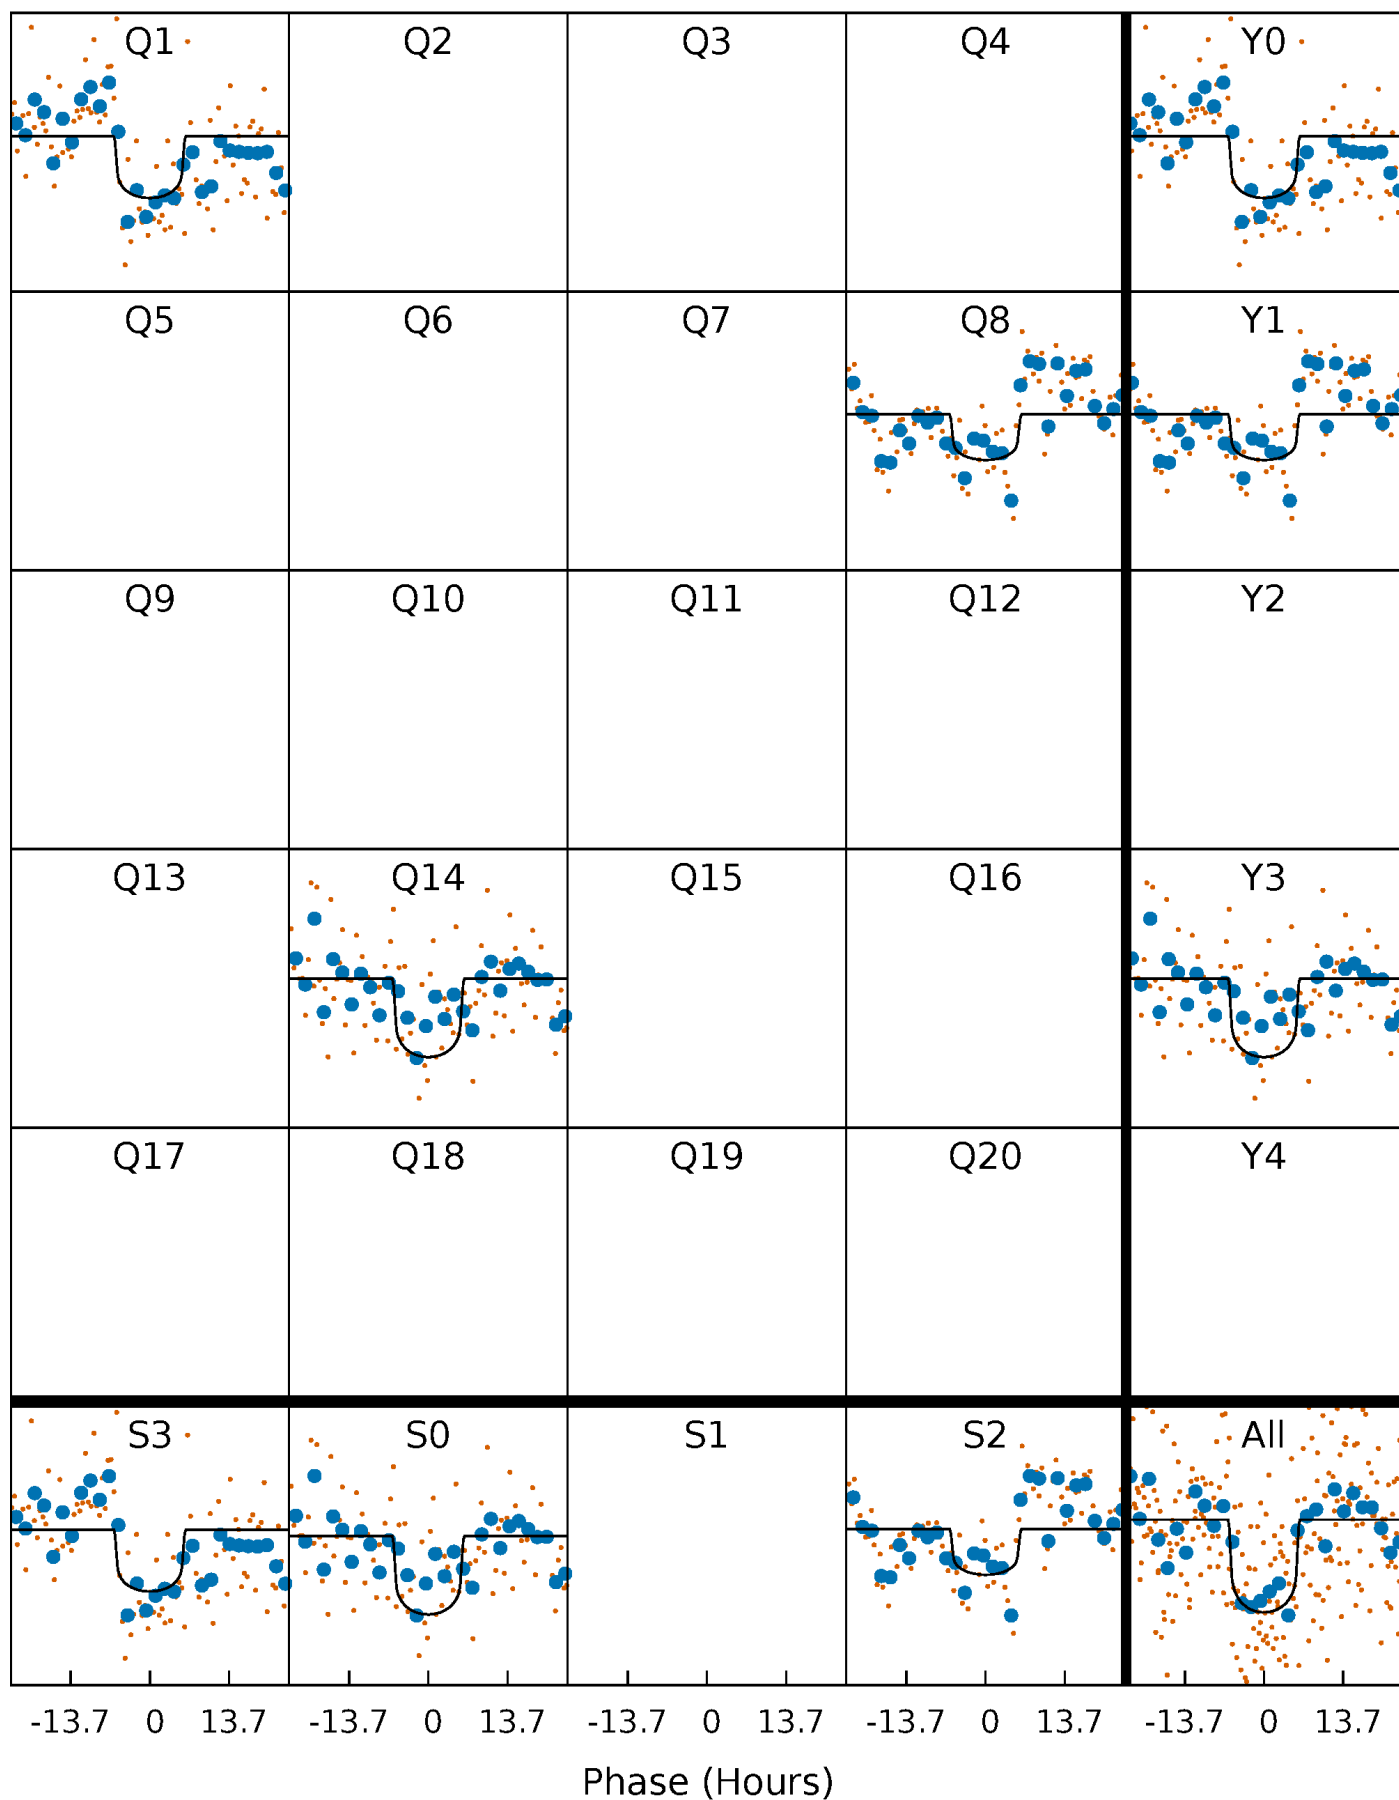 Q1 Q2 Q3 Q4 Y0
Q5 Q6 Q7 Q8 Y1
Q9 Q10 Q11 Q12 Y2
Q13 Q14 Q15 Q16 Y3
Q17 Q18 Q19 Q20 Y4
S3 S0 S1 S2 All
-13.7 0 13.7 -13.7 0 13.7 -13.7 0 13.7 -13.7 0 13.7 -13.7 0 13.7
Phase (Hours)